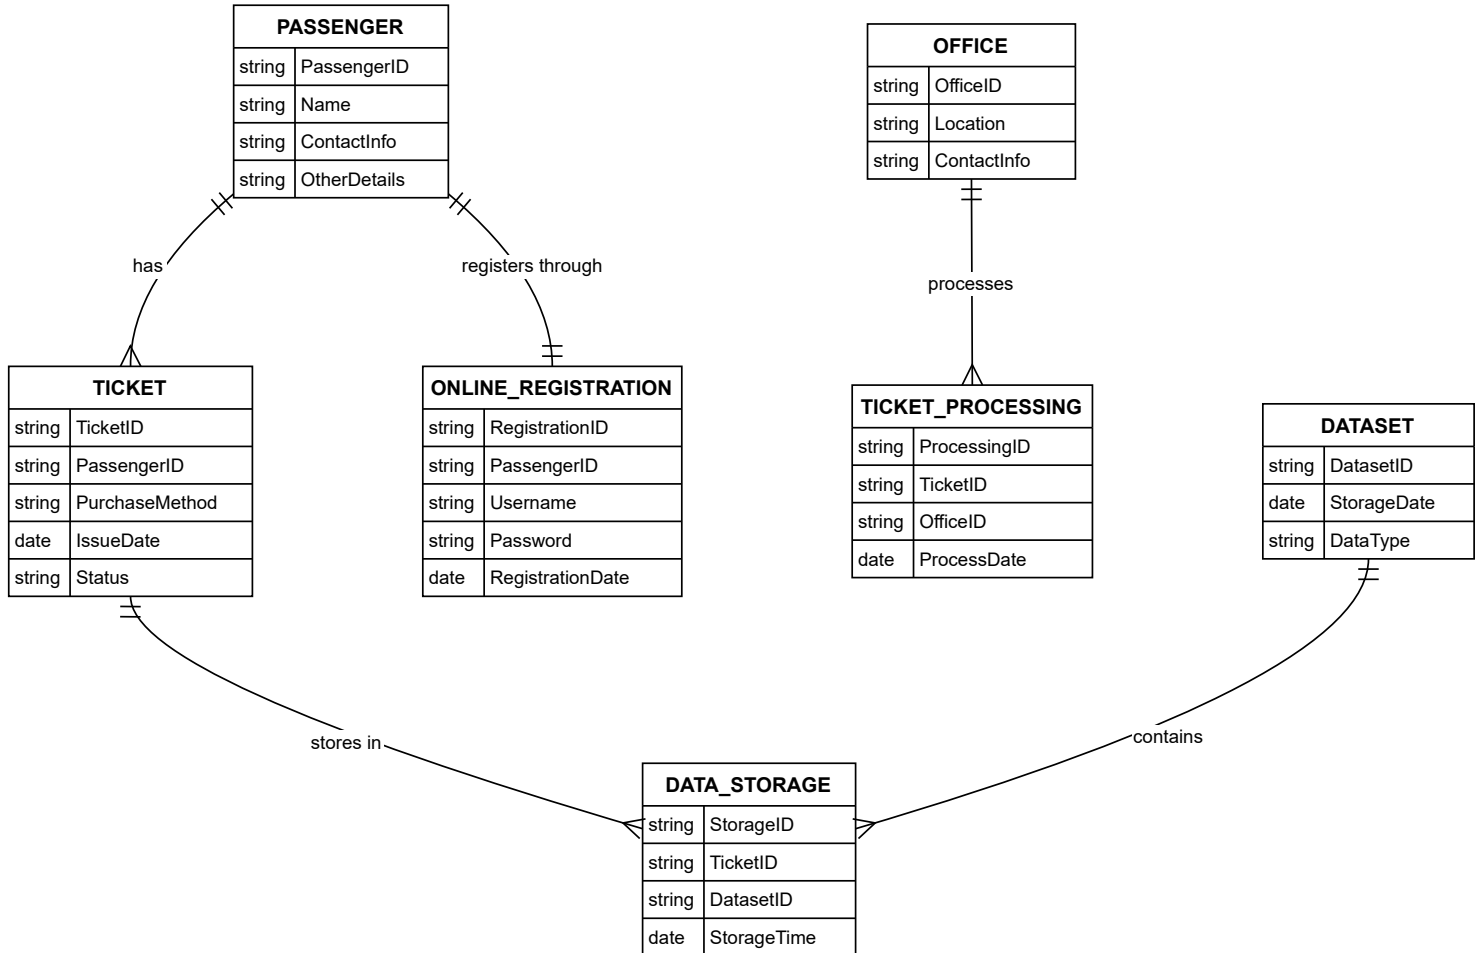 PASSENGER
string PassengerID
string Name
string ContactInfo
string OtherDetails
OFFICE
string OfficeID
string Location
string ContactInfo
has
registers through
processes
TICKET
string TicketID
string PassengerID
string PurchaseMethod
date IssueDate
string Status
ONLINE_REGISTRATION
string RegistrationID
string PassengerID
string Username
string Password
date RegistrationDate
TICKET_PROCESSING
string ProcessingID
string TicketID
string OfficeID
date ProcessDate
DATASET
string DatasetID
date StorageDate
string DataType
stores in
contains
DATA_STORAGE
string StorageID
string TicketID
string DatasetID
date StorageTime